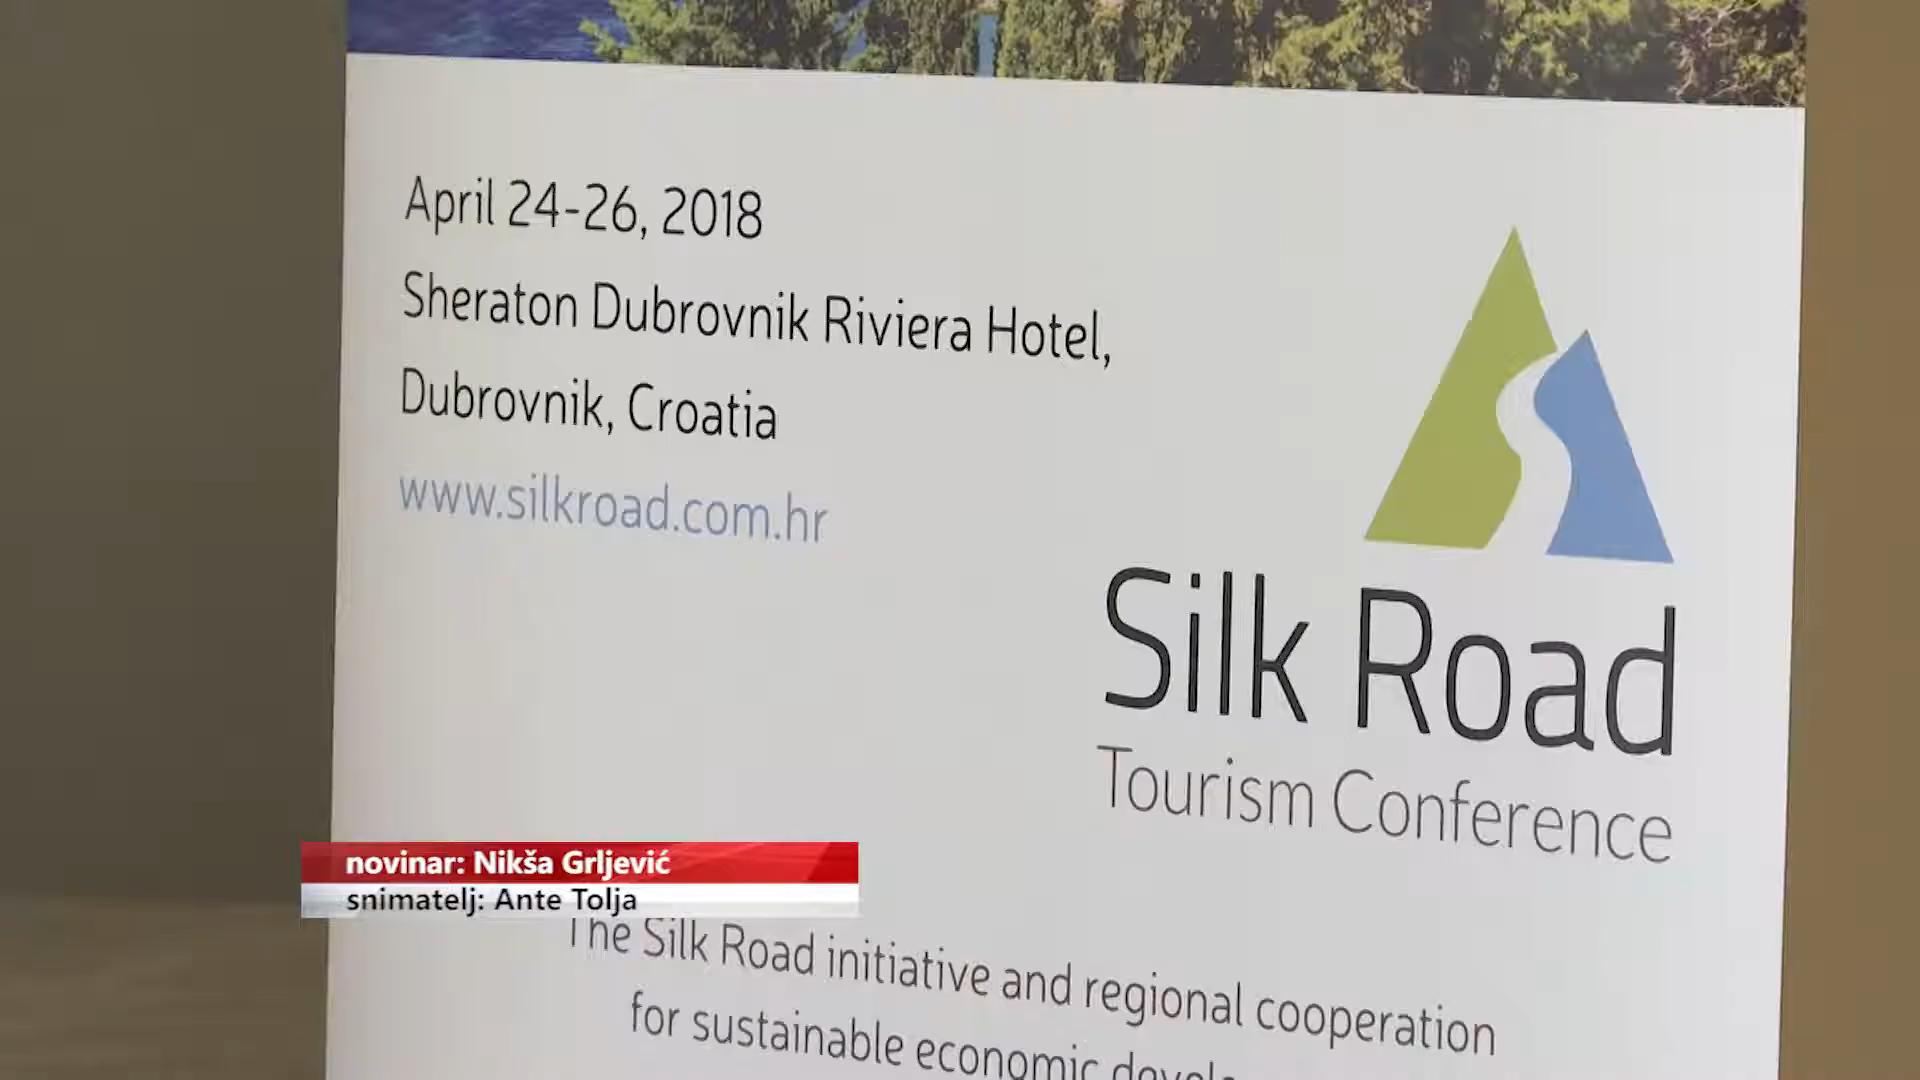 April 24-26, 2018
Sheraton Dubrovnik Riviera Hotel,
Dubrovnik, Croatia
www.silkroad.com.hr
Silk Road
Tourism Conference
novinar: Nikša Grljević
snimatelj: Ante Tolja
The Silk Road initiative and regional cooperation
for sustainable economic